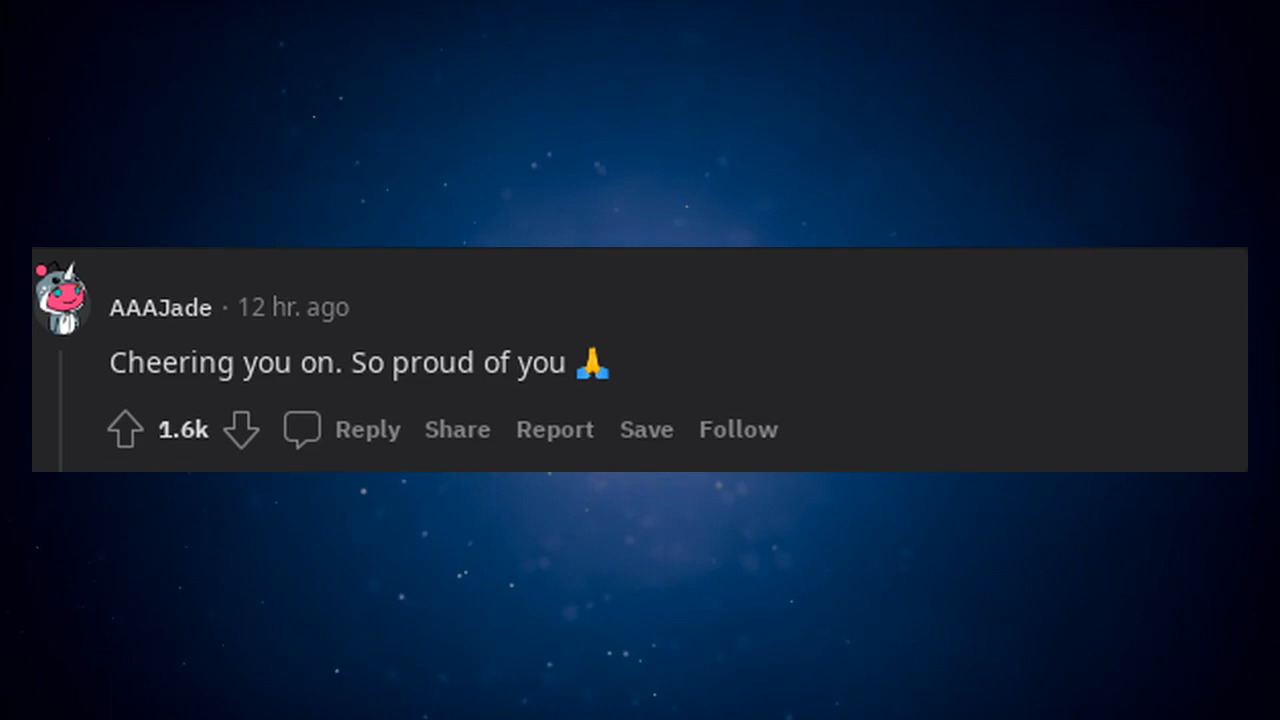 AAAJade · 12 hr. ago
Cheering you on. So proud of you 🙏
1.6k Reply Share Report Save Follow